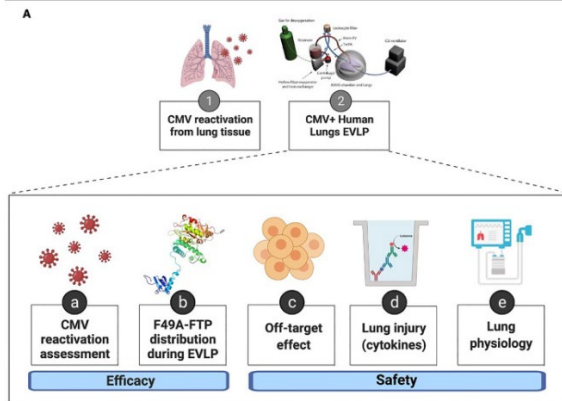 A
1
2
CMV reactivation
from lung tissue
CMV+ Human
Lungs EVLP
a
b
c
d
e
CMV
reactivation
assessment
F49A-FTP
distribution
during EVLP
Off-target
effect
Lung injury
(cytokines)
Lung
physiology
Efficacy
Safety